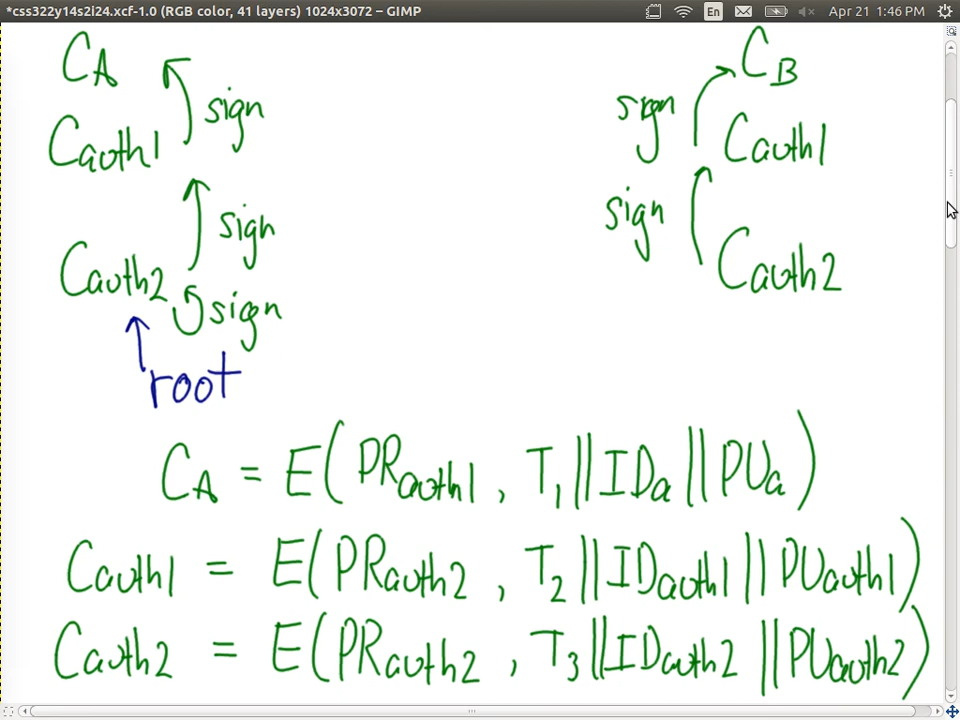 *css322y14s2i24.xcf-1.0 (RGB color, 41 layers) 1024x3072 – GIMP
En
Apr 21 1:46 PM
CA
sign
Cauth1
sign
Cauth2
sign
root
CB
sign
Cauth1
sign
Cauth2
CA = E(PRauth1, T1||IDa||PUa)
Cauth1 = E(PRauth2, T2||IDauth1||PUauth1)
Cauth2 = E(PRauth2, T3||IDauth2||PUauth2)